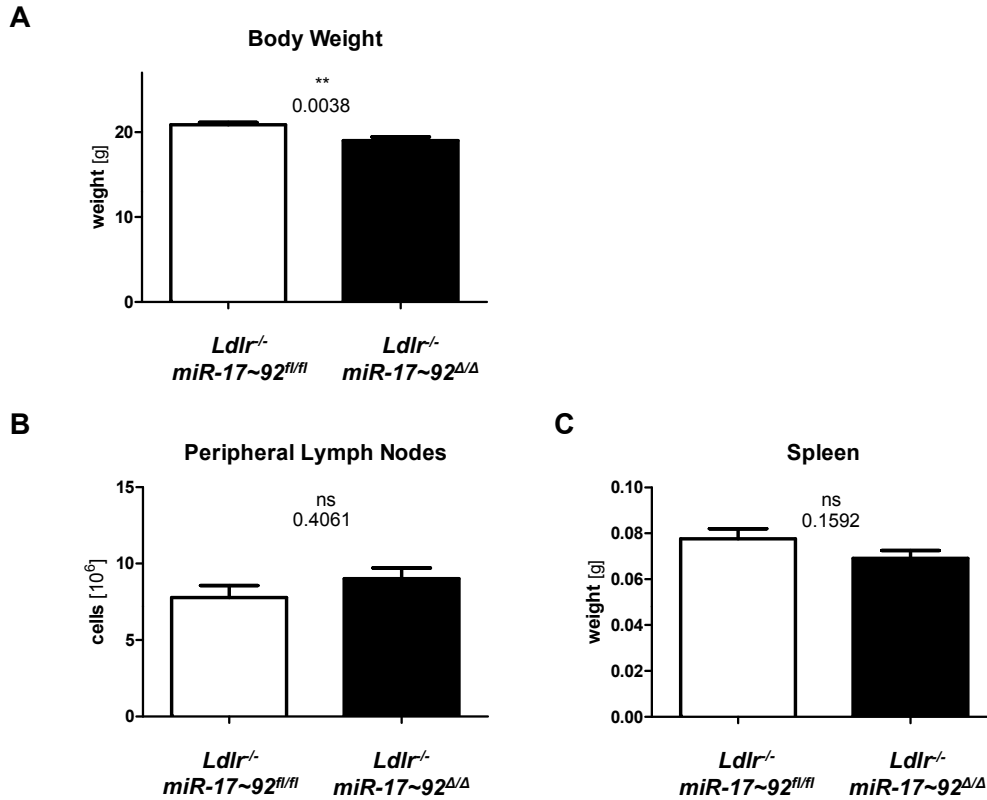 A
Body Weight
**
0.0038
weight [g]
20
10
0
Ldlr-/-
miR-17~92fl/fl
Ldlr-/-
miR-17~92Δ/Δ
B
Peripheral Lymph Nodes
ns
0.4061
cells [10⁶]
15
10
5
0
Ldlr-/-
miR-17~92fl/fl
Ldlr-/-
miR-17~92Δ/Δ
C
Spleen
ns
0.1592
weight [g]
0.10
0.08
0.06
0.04
0.02
0.00
Ldlr-/-
miR-17~92fl/fl
Ldlr-/-
miR-17~92Δ/Δ